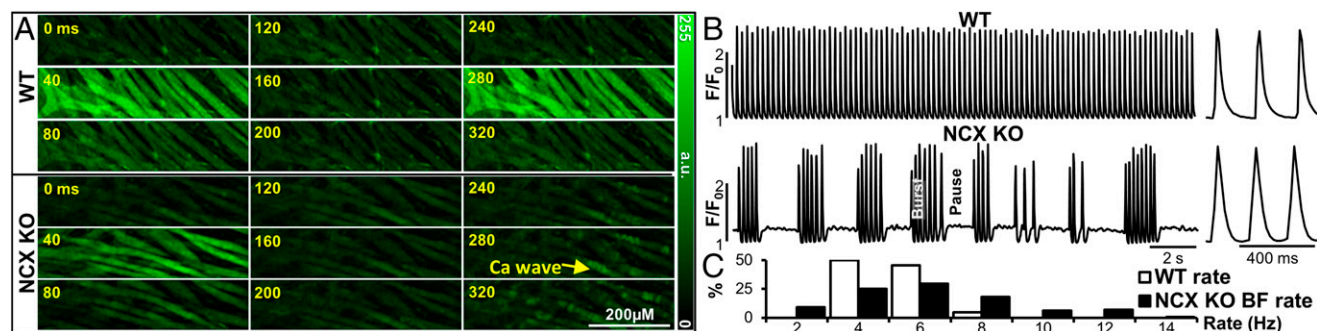 A
WT
0 ms
120
240
40
160
280
80
200
320
NCX KO
0 ms
120
240
40
160
280
Ca wave
80
200
320
200µM
255
a.u.
0
B
WT
F/F0
2
1
NCX KO
F/F0
2
1
Burst
Pause
2 s
400 ms
C
50
25
0
%
WT rate
NCX KO BF rate
2 4 6 8 10 12 14
Rate (Hz)